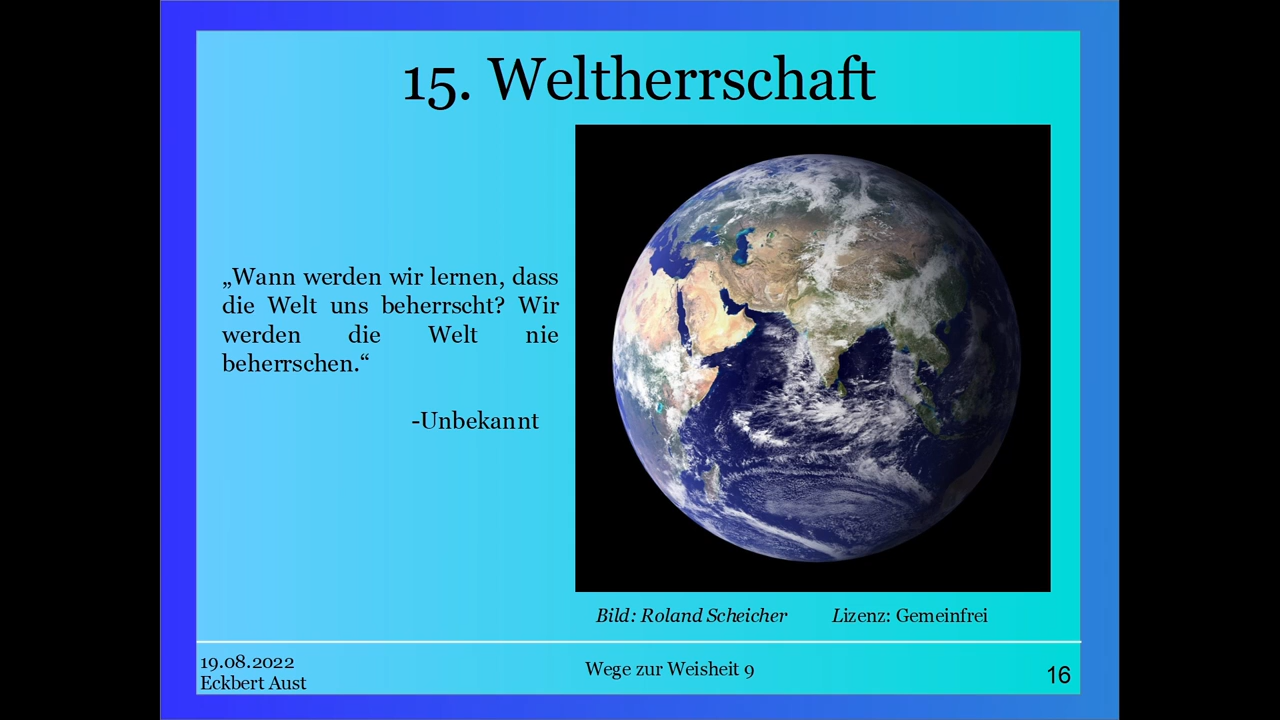 15. Weltherrschaft
„Wann werden wir lernen, dass
die Welt uns beherrscht? Wir
werden die Welt nie
beherrschen.“
-Unbekannt
Bild: Roland Scheicher Lizenz: Gemeinfrei
19.08.2022
Eckbert Aust
Wege zur Weisheit 9
16